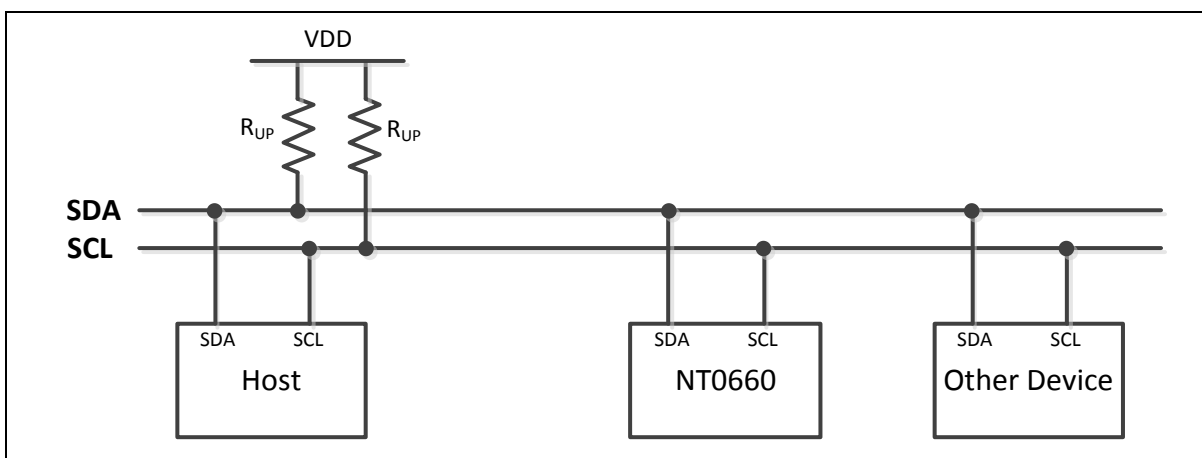 VDD
RUP
RUP
SDA
SCL
SDA SCL
Host
SDA SCL
NT0660
SDA SCL
Other Device